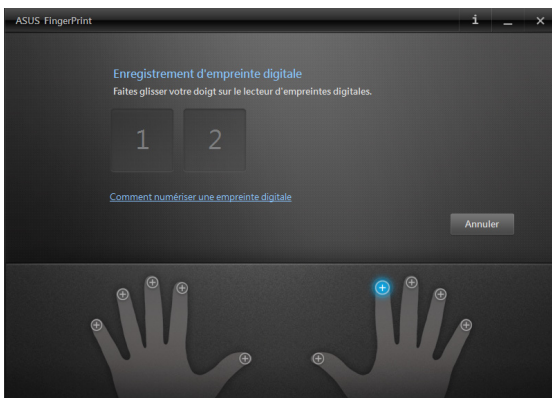 ASUS FingerPrint
Enregistrement d'empreinte digitale
Faites glisser votre doigt sur le lecteur d'empreintes digitales.
1 2
Comment numériser une empreinte digitale
Annuler